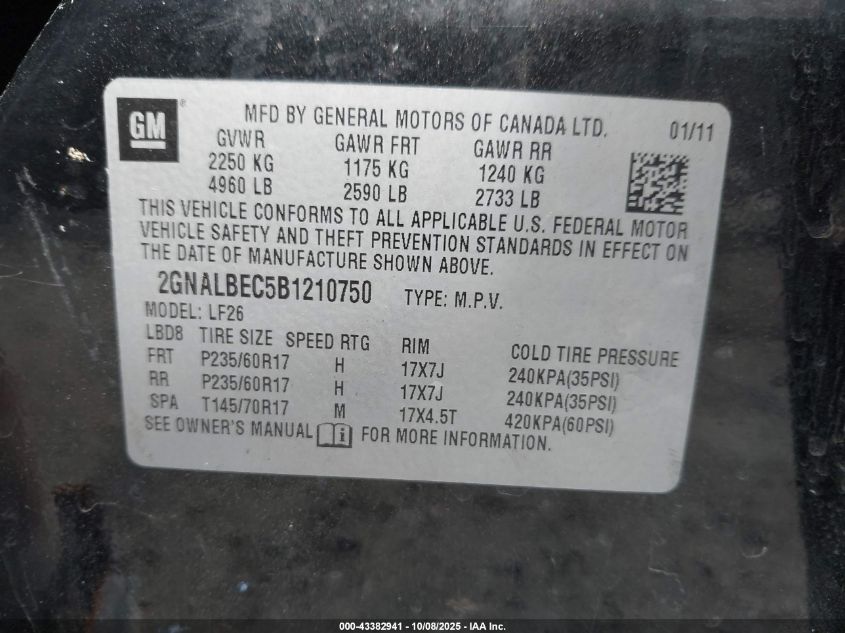 GM ® MFD BY GENERAL MOTORS OF CANADA LTD. 01/11
GVWR GAWR FRT GAWR RR
2250 KG 1175 KG 1240 KG
4960 LB 2590 LB 2733 LB
THIS VEHICLE CONFORMS TO ALL APPLICABLE U.S. FEDERAL MOTOR
VEHICLE SAFETY AND THEFT PREVENTION STANDARDS IN EFFECT ON
THE DATE OF MANUFACTURE SHOWN ABOVE.
2GNALBEC5B1210750 TYPE: M.P.V.
MODEL: LF26
LBD8 TIRE SIZE SPEED RTG RIM COLD TIRE PRESSURE
FRT P235/60R17 H 17X7J 240KPA(35PSI)
RR P235/60R17 H 17X7J 240KPA(35PSI)
SPA T145/70R17 M 17X4.5T 420KPA(60PSI)
SEE OWNER'S MANUAL i FOR MORE INFORMATION.
000-43382941 - 10/08/2025 - IAA Inc.